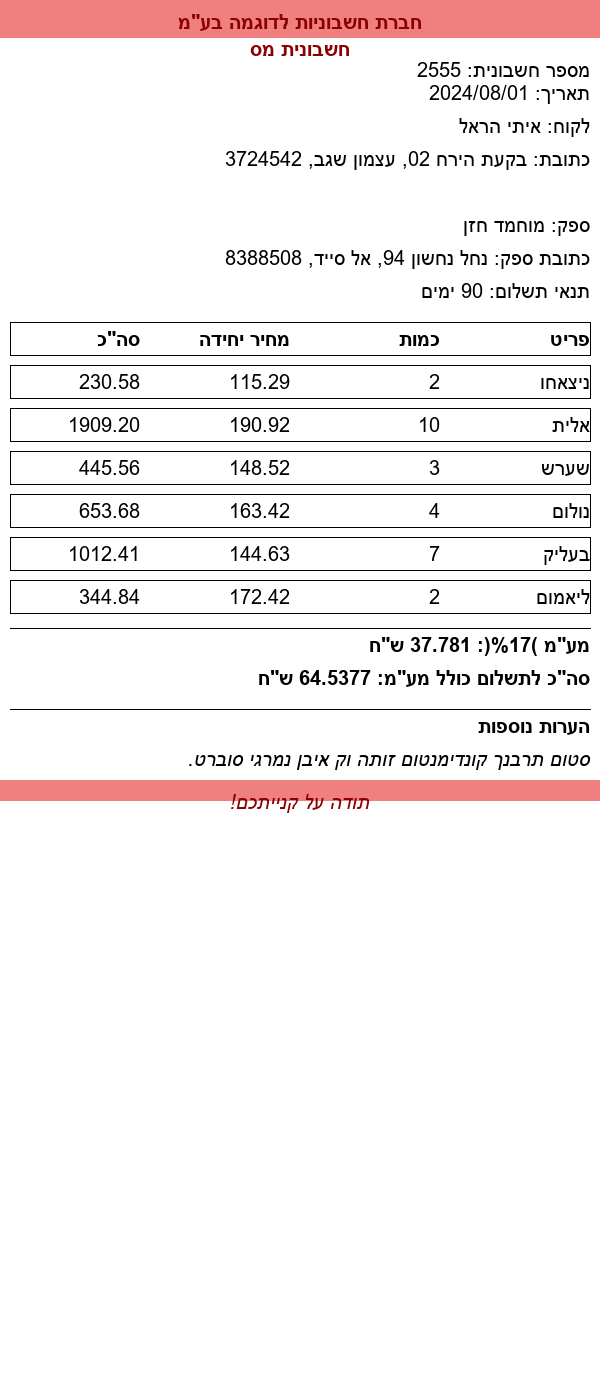 חברת חשבוניות לדוגמה בע"מ
חשבונית מס
מספר חשבונית: 2555
תאריך: 2024/08/01
לקוח: איתי הראל
כתובת: בקעת הירח 02, עצמון שגב, 3724542
ספק: מוחמד חזן
כתובת ספק: נחל נחשון 94, אל סייד, 8388508
תנאי תשלום: 90 ימים
פריט כמות מחיר יחידה סה"כ
ניצאחו 2 115.29 230.58
אלית 10 190.92 1909.20
שערש 3 148.52 445.56
נולום 4 163.42 653.68
בעליק 7 144.63 1012.41
ליאמום 2 172.42 344.84
מע"מ )17%(: 37.781 ש"ח
סה"כ לתשלום כולל מע"מ: 64.5377 ש"ח
הערות נוספות
סטום תרבנך קונדימנטום זותה וק איבן נמרגי סוברט.
תודה על קנייתכם!